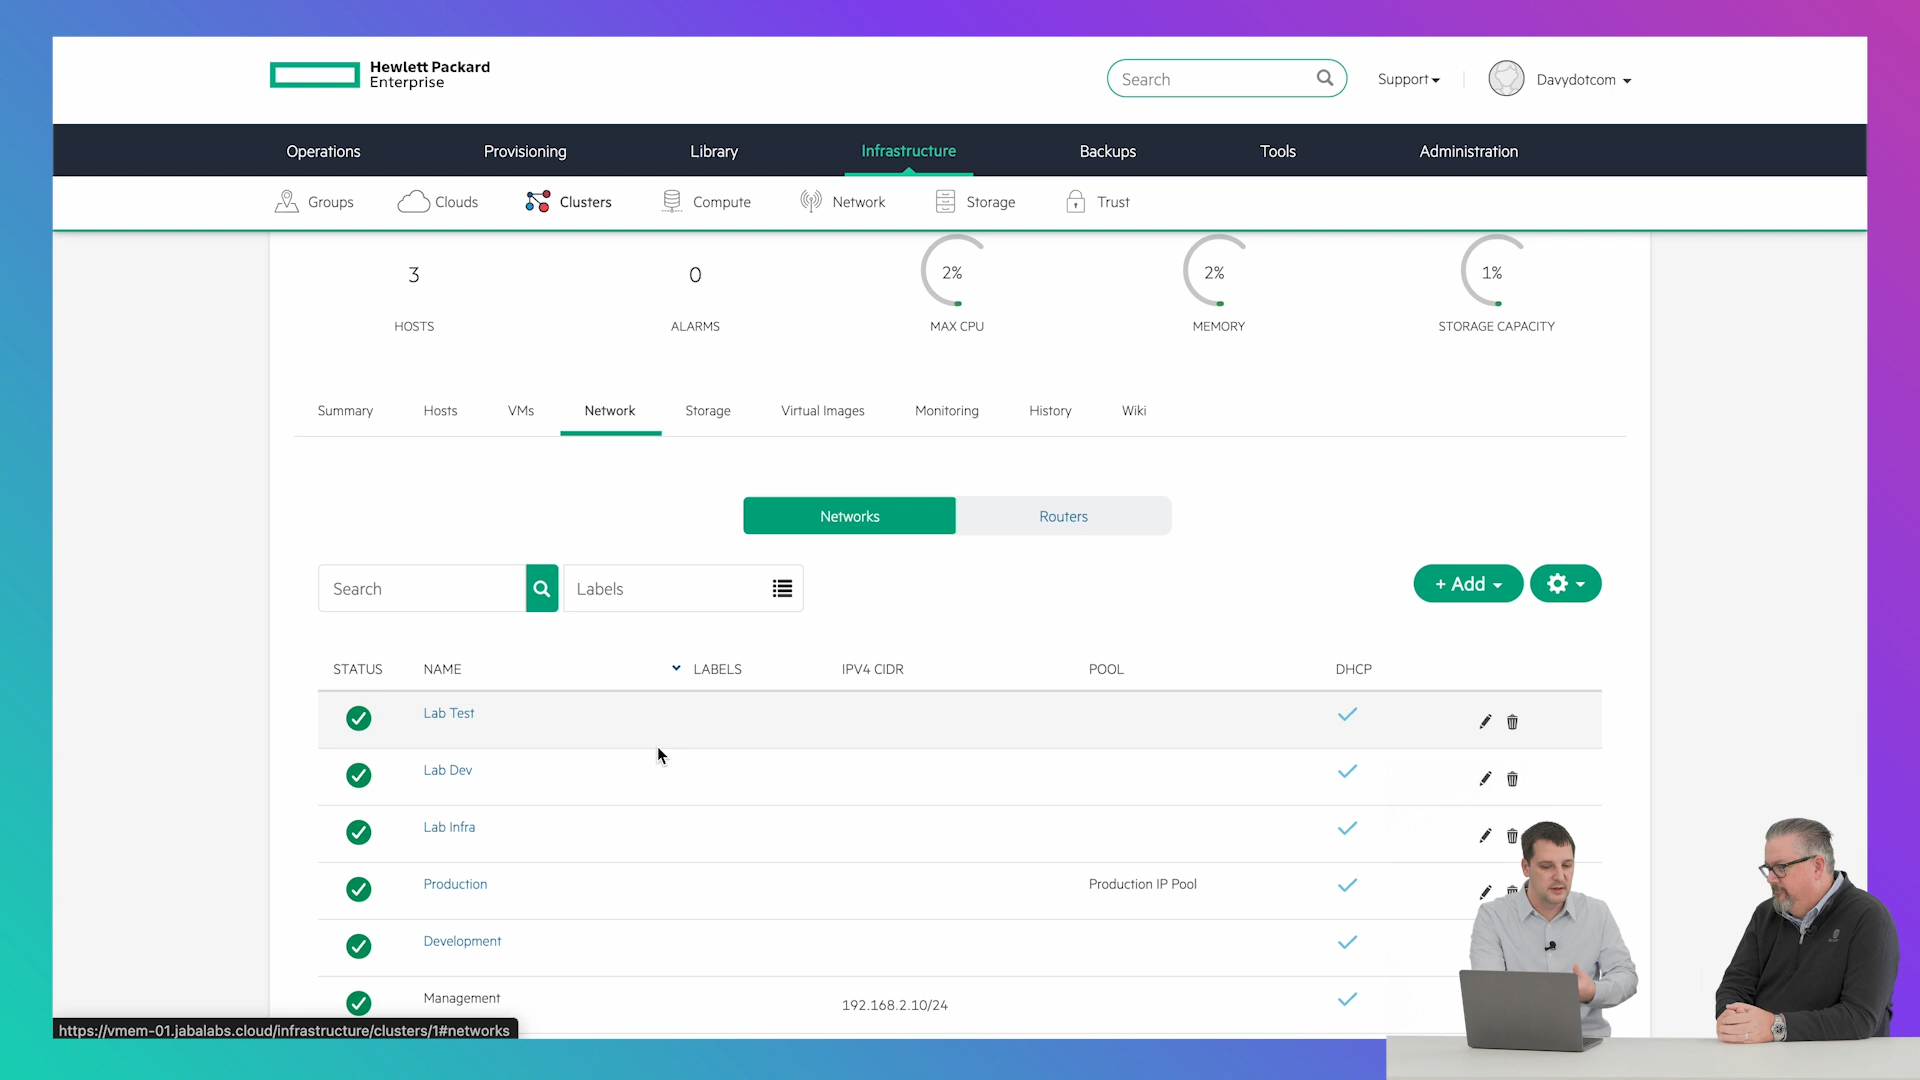 Hewlett Packard
Enterprise
Search
Support
Davydotcom
Operations
Provisioning
Library
Infrastructure
Backups
Tools
Administration
Groups
Clouds
Clusters
Compute
Network
Storage
Trust
3
HOSTS
0
ALARMS
2%
MAX CPU
2%
MEMORY
1%
STORAGE CAPACITY
Summary
Hosts
VMs
Network
Storage
Virtual Images
Monitoring
History
Wiki
Networks
Routers
Search
Labels
+ Add
STATUS NAME LABELS IPV4 CIDR POOL DHCP
Lab Test
Lab Dev
Lab Infra
Production Production IP Pool
Development
Management 192.168.2.10/24
https://vmem-01.jabalabs.cloud/infrastructure/clusters/1#networks